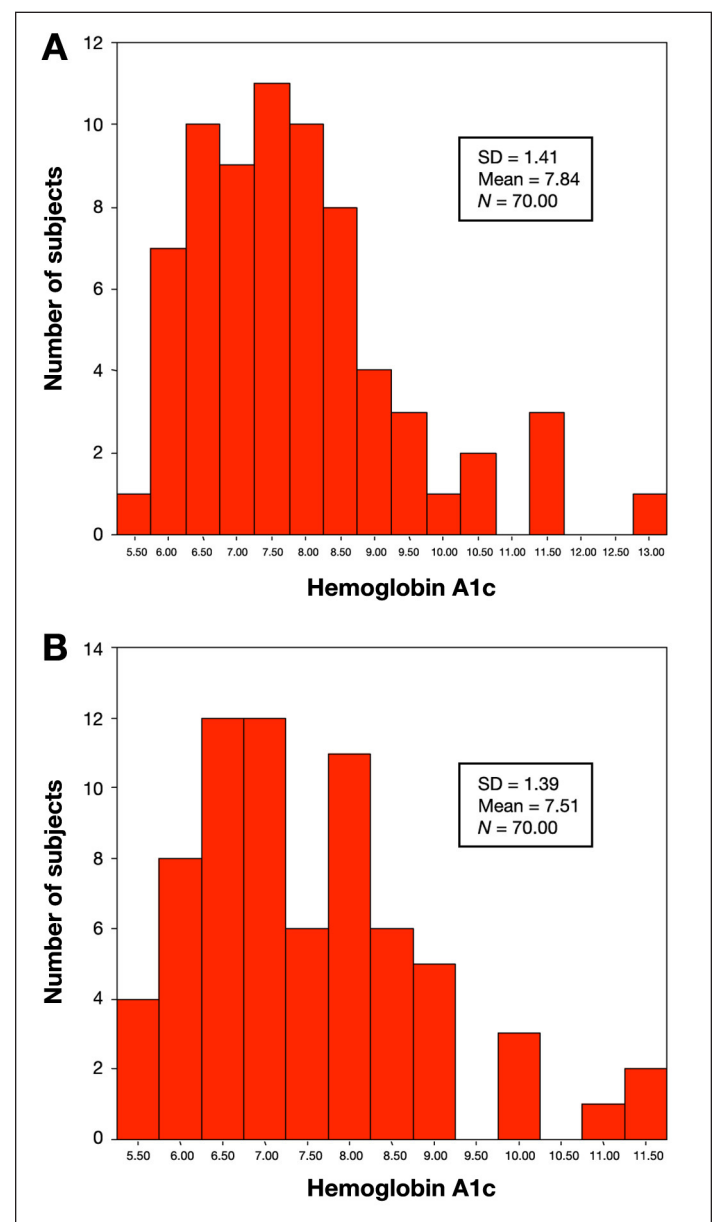 A
12
10
8
6
4
2
0
Number of subjects
SD = 1.41
Mean = 7.84
N = 70.00
5.50 6.00 6.50 7.00 7.50 8.00 8.50 9.00 9.50 10.00 10.50 11.00 11.50 12.00 12.50 13.00
Hemoglobin A1c
B
14
12
10
8
6
4
2
0
Number of subjects
SD = 1.39
Mean = 7.51
N = 70.00
5.50 6.00 6.50 7.00 7.50 8.00 8.50 9.00 9.50 10.00 10.50 11.00 11.50
Hemoglobin A1c